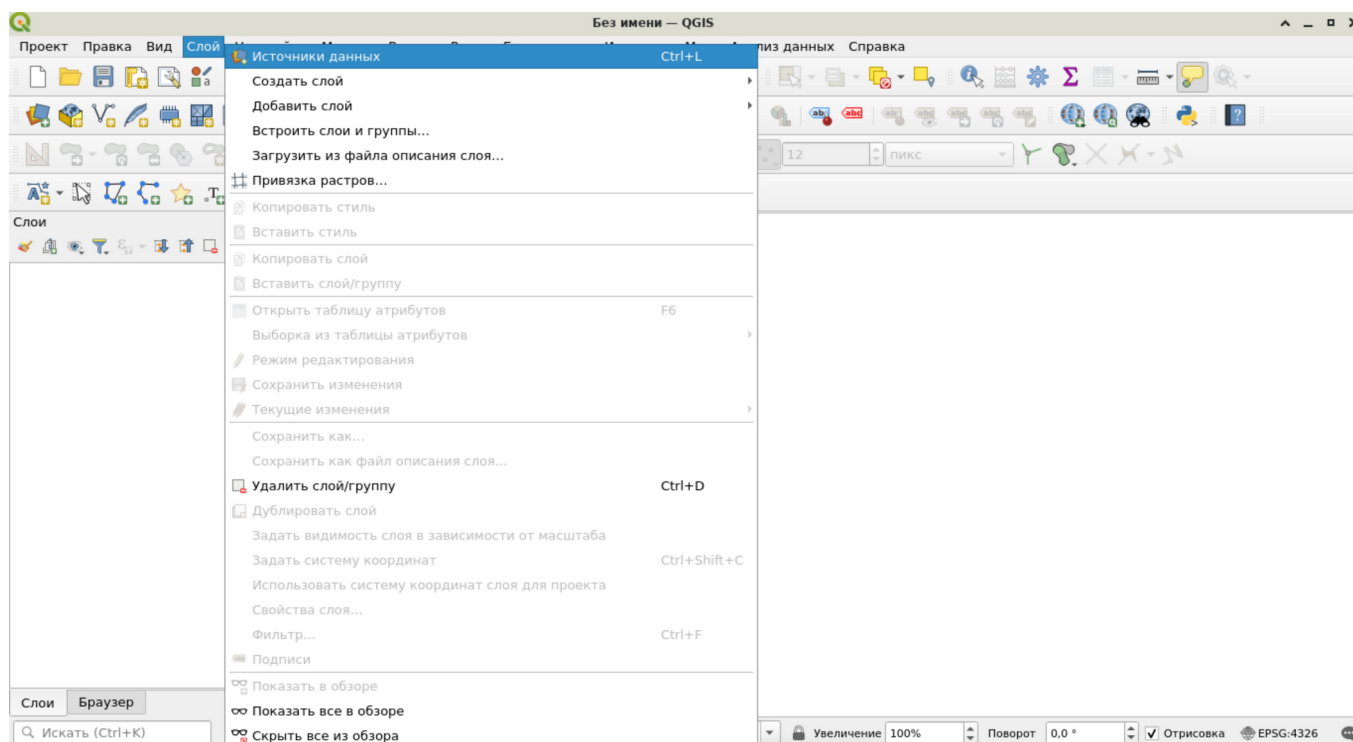 Без имени — QGIS
Проект Правка Вид Слой
лиз данных Справка
Источники данных Ctrl+L
Создать слой
Добавить слой
Встроить слои и группы...
Загрузить из файла описания слоя...
12 пикс
Привязка растров...
Копировать стиль
Слои
Вставить стиль
Копировать слой
Вставить слой/группу
Открыть таблицу атрибутов F6
Выборка из таблицы атрибутов
Режим редактирования
Сохранить изменения
Текущие изменения
Сохранить как...
Сохранить как файл описания слоя...
Удалить слой/группу Ctrl+D
Дублировать слой
Задать видимость слоя в зависимости от масштаба
Задать систему координат Ctrl+Shift+C
Использовать систему координат слоя для проекта
Свойства слоя...
Фильтр... Ctrl+F
Подписи
Показать в обзоре
Слои Браузер
Показать все в обзоре
Искать (Ctrl+K)
Скрыть все из обзора
Увеличение 100% Поворот 0,0 ° Отрисовка EPSG:4326